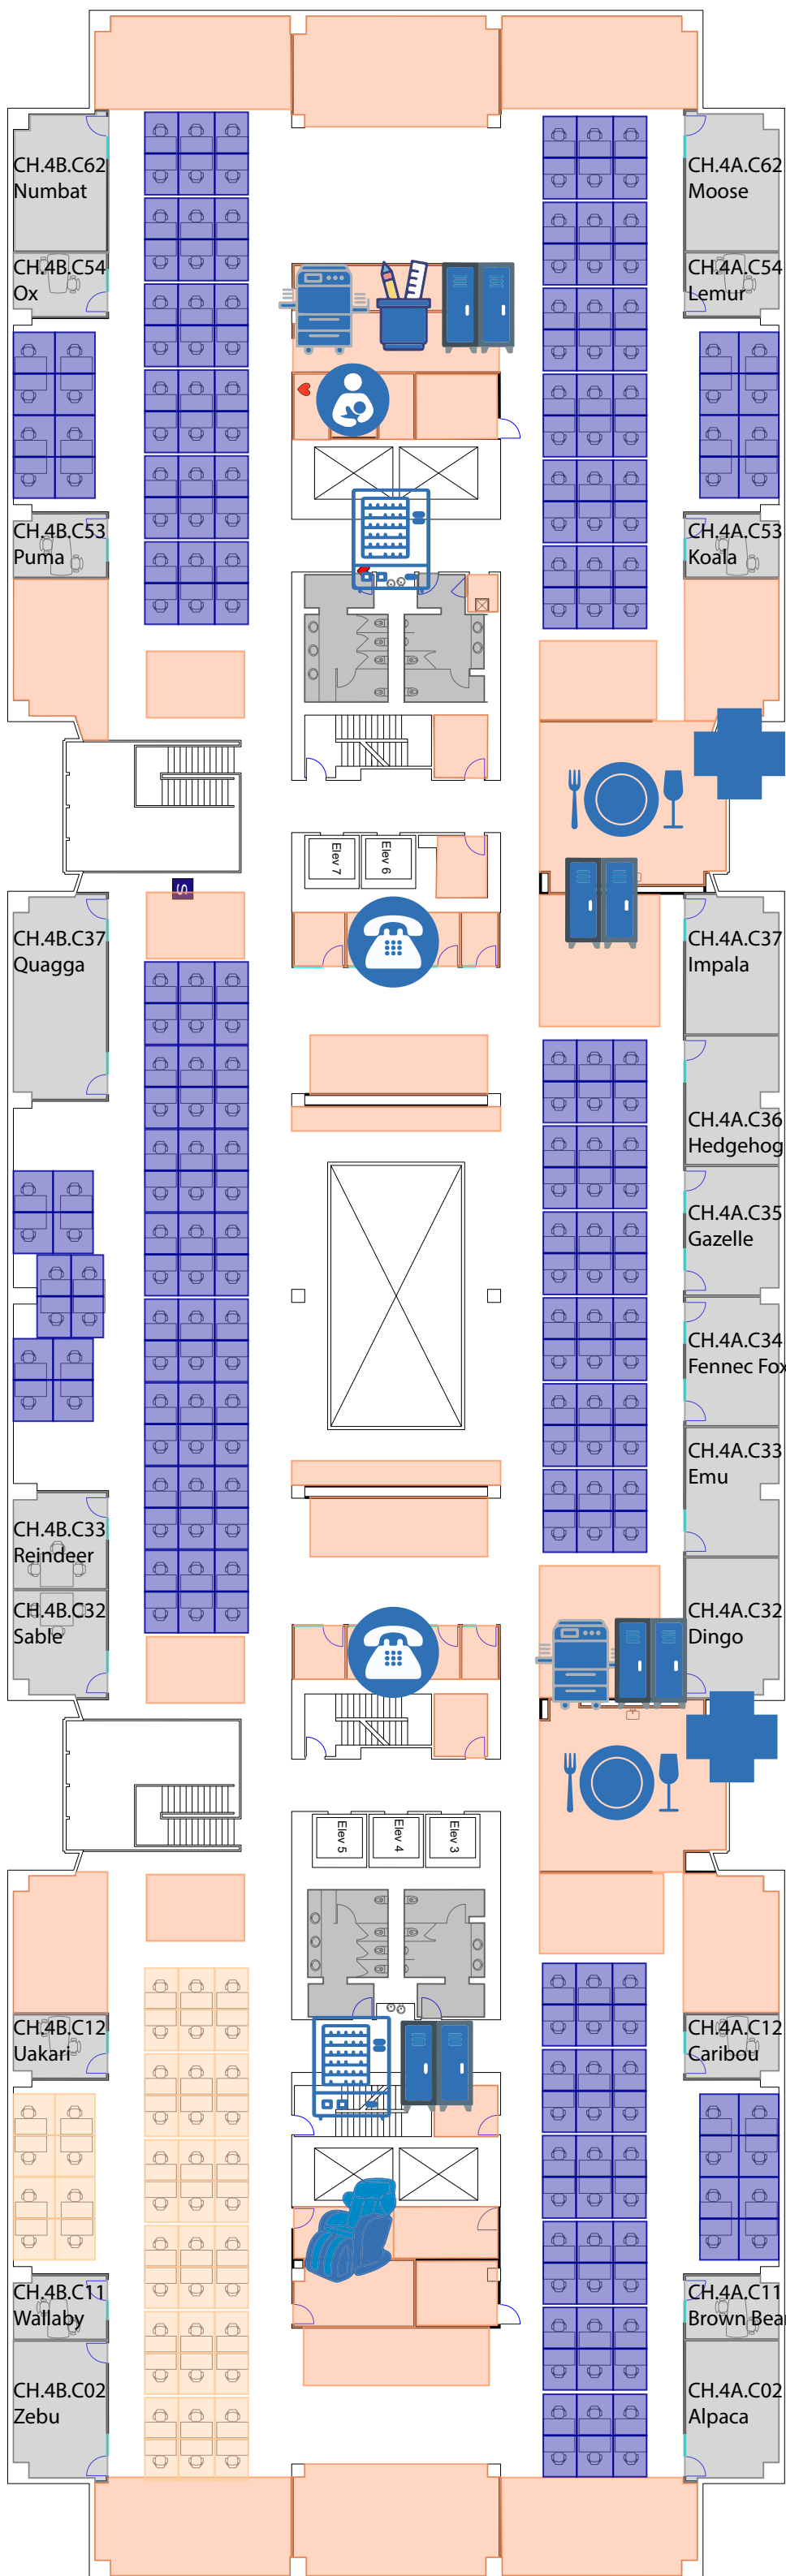 CH.4B.C62
Numbat
CH.4A.C62
Moose
CH.4B.C54
Ox
CH.4A.C54
Lemur
CH.4B.C53
Puma
CH.4A.C53
Koala
Elev 7
Elev 6
S
CH.4B.C37
Quagga
CH.4A.C37
Impala
CH.4A.C36
Hedgehog
CH.4A.C35
Gazelle
CH.4A.C34
Fennec Fox
CH.4A.C33
Emu
CH.4B.C33
Reindeer
CH.4B.C32
Sable
CH.4A.C32
Dingo
Elev 5
Elev 4
Elev 3
CH.4B.C12
Uakari
CH.4A.C12
Caribou
CH.4B.C11
Wallaby
CH.4A.C11
Brown Bear
CH.4B.C02
Zebu
CH.4A.C02
Alpaca